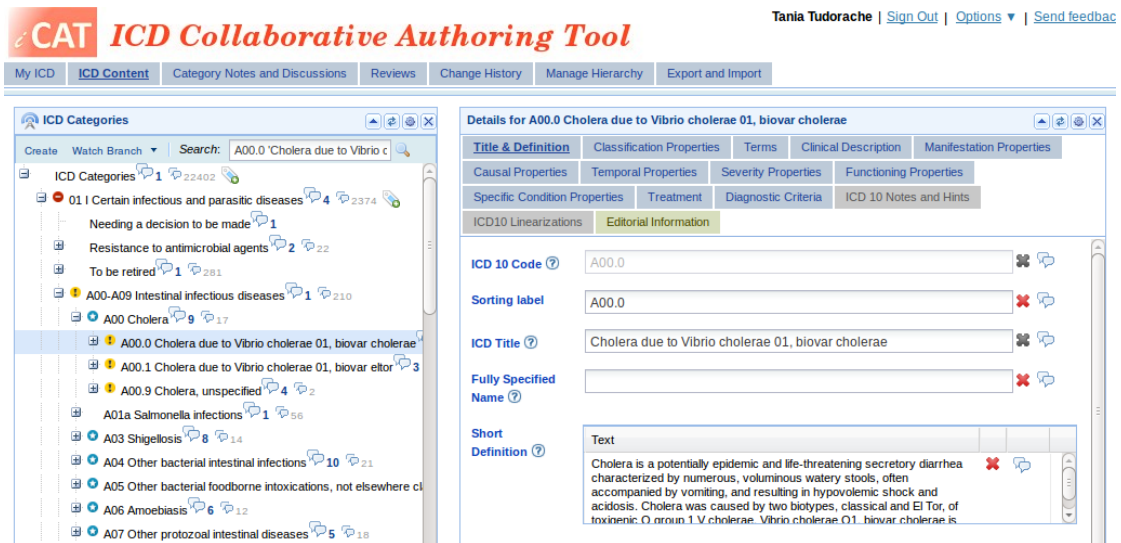 Tania Tudorache | Sign Out | Options ▼ | Send feedbac
iCAT ICD Collaborative Authoring Tool
My ICD ICD Content Category Notes and Discussions Reviews Change History Manage Hierarchy Export and Import
ICD Categories
Create Watch Branch ▼ Search: A00.0 'Cholera due to Vibrio c
ICD Categories 1 22402
01 I Certain infectious and parasitic diseases 4 2374
Needing a decision to be made 1
Resistance to antimicrobial agents 2 22
To be retired 1 281
A00-A09 Intestinal infectious diseases 1 210
A00 Cholera 9 17
A00.0 Cholera due to Vibrio cholerae 01, biovar cholerae
A00.1 Cholera due to Vibrio cholerae 01, biovar eltor 3
A00.9 Cholera, unspecified 4 2
A01a Salmonella infections 1 56
A03 Shigellosis 8 14
A04 Other bacterial intestinal infections 10 21
A05 Other bacterial foodborne intoxications, not elsewhere cl
A06 Amoebiasis 6 12
A07 Other protozoal intestinal diseases 5 18
Details for A00.0 Cholera due to Vibrio cholerae 01, biovar cholerae
Title & Definition Classification Properties Terms Clinical Description Manifestation Properties
Causal Properties Temporal Properties Severity Properties Functioning Properties
Specific Condition Properties Treatment Diagnostic Criteria ICD 10 Notes and Hints
ICD10 Linearizations Editorial Information
ICD 10 Code ? A00.0
Sorting label A00.0
ICD Title ? Cholera due to Vibrio cholerae 01, biovar cholerae
Fully Specified
Name ?
Short
Definition ?
Text
Cholera is a potentially epidemic and life-threatening secretory diarrhea
characterized by numerous, voluminous watery stools, often
accompanied by vomiting, and resulting in hypovolemic shock and
acidosis. Cholera was caused by two biotypes, classical and El Tor, of
toxigenic O group 1 V cholerae. Vibrio cholerae O1, biovar cholerae is